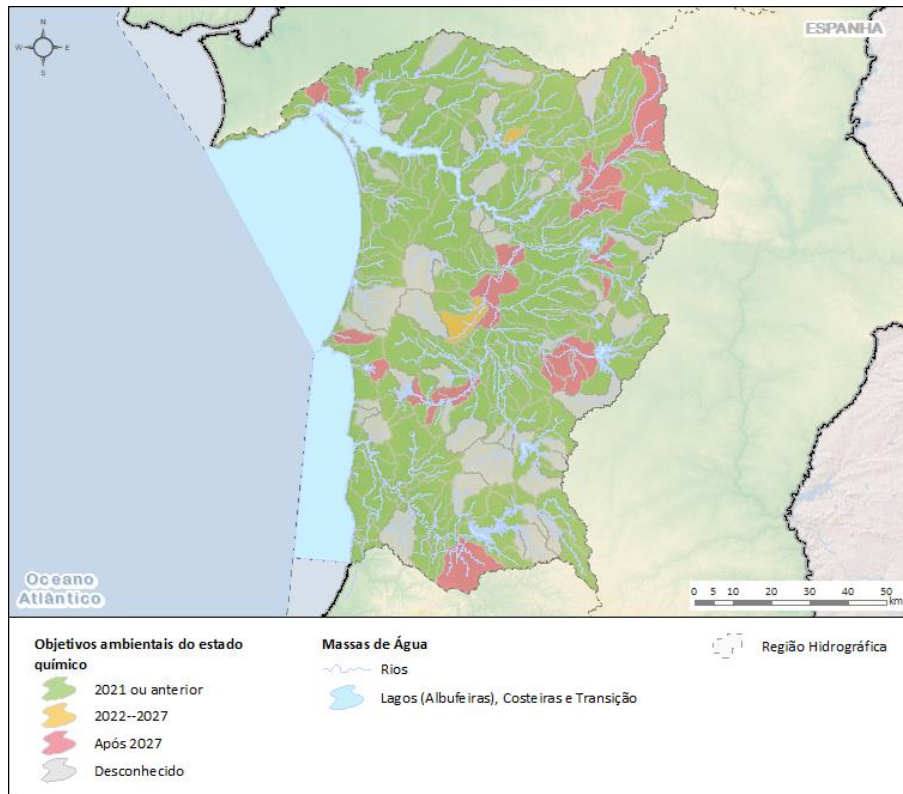 N
W E
S
ESPANHA
Oceano
Atlântico
0 5 10 20 30 40 50
km
Objetivos ambientais do estado
químico
2021 ou anterior
2022--2027
Após 2027
Desconhecido
Massas de Água
Rios
Lagos (Albufeiras), Costeiras e Transição
Região Hidrográfica